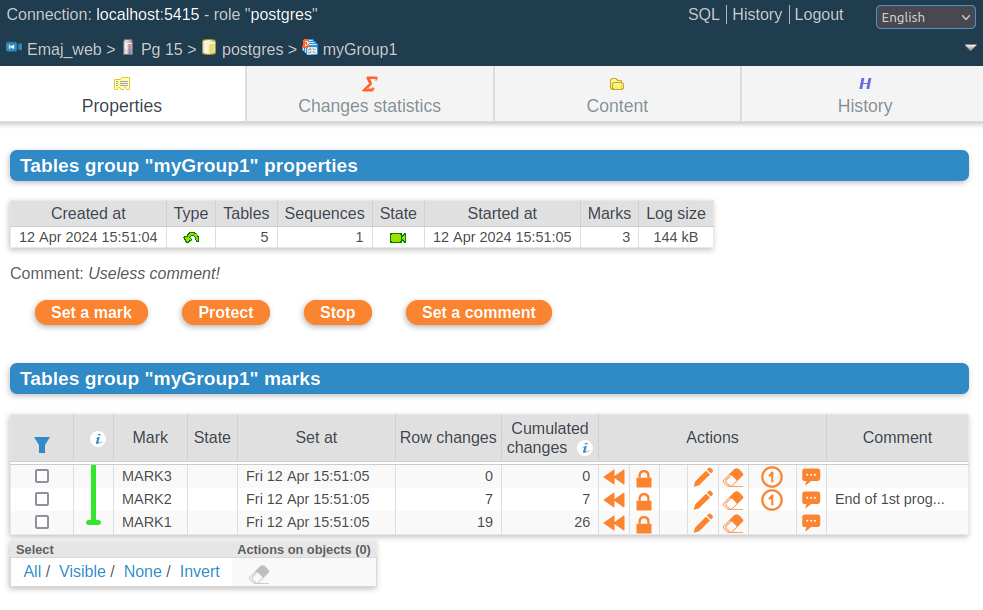 Connection: localhost:5415 - role "postgres"
SQL | History | Logout
English
Emaj_web > Pg 15 > postgres > myGroup1
Properties
Changes statistics
Content
History
Tables group "myGroup1" properties
Created at Type Tables Sequences State Started at Marks Log size
12 Apr 2024 15:51:04 5 1 12 Apr 2024 15:51:05 3 144 kB
Comment: Useless comment!
Set a mark Protect Stop Set a comment
Tables group "myGroup1" marks
i Mark State Set at Row changes Cumulated changes i Actions Comment
MARK3 Fri 12 Apr 15:51:05 0 0 1
MARK2 Fri 12 Apr 15:51:05 7 7 1 End of 1st prog...
MARK1 Fri 12 Apr 15:51:05 19 26
Select Actions on objects (0)
All / Visible / None / Invert